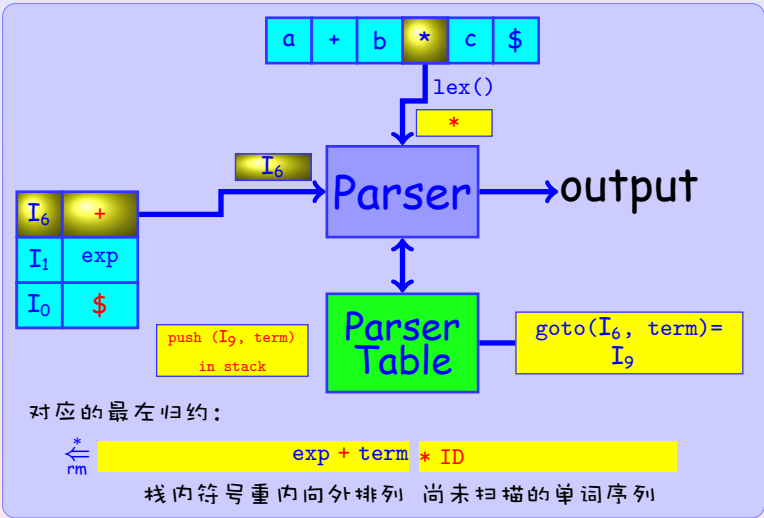 a + b * c $
lex()
*
I₆
Parser
output
I₆ +
I₁ exp
I₀ $
Parser
Table
push (I₉, term)
in stack
goto(I₆, term)=
I₉
对应的最左归约:
*
⇐
rm
exp + term * ID
栈内符号重内向外排列 尚未扫描的单词序列